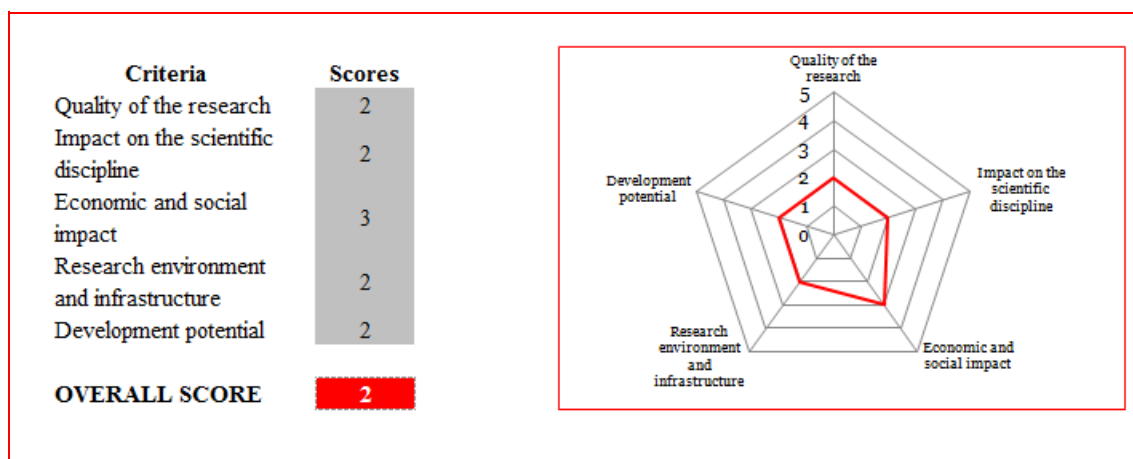 Criteria Scores
Quality of the research 2
Impact on the scientific
discipline
2
Economic and social
impact
3
Research environment
and infrastructure
2
Development potential 2
OVERALL SCORE 2
Quality of the
research
5
4
3
2
1
0
Impact on the
scientific
discipline
Economic and
social impact
Research
environment
and
infrastructure
Development
potential